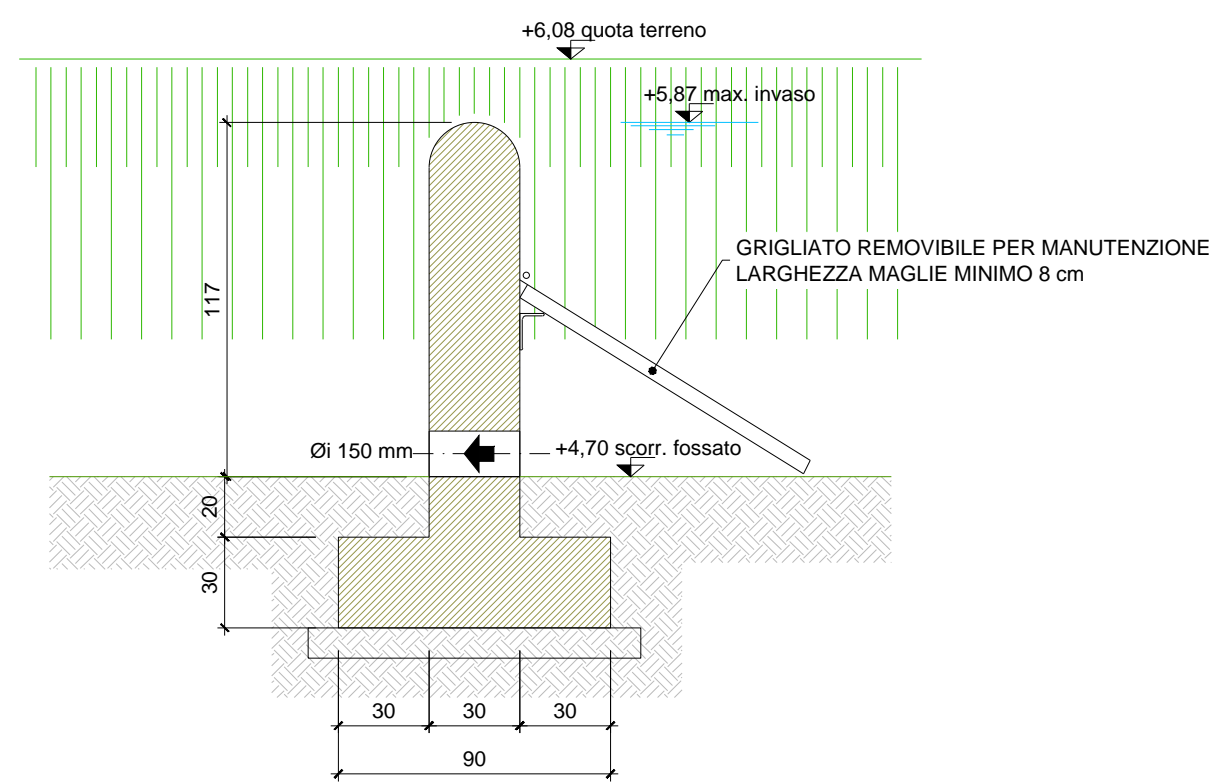 +6,08 quota terreno
+5,87 max. invaso
GRIGLIATO REMOVIBILE PER MANUTENZIONE
LARGHEZZA MAGLIE MINIMO 8 cm
117
Øi 150 mm
+4,70 scorr. fossato
20
30
30
30
30
90